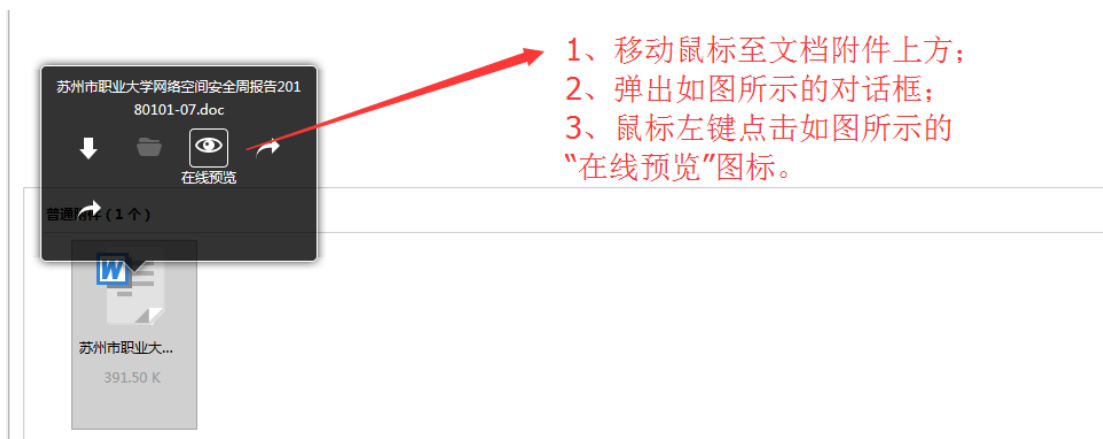 1、移动鼠标至文档附件上方；
2、弹出如图所示的对话框；
3、鼠标左键点击如图所示的
“在线预览”图标。
苏州市职业大学网络空间安全周报告201
80101-07.doc
在线预览
普通附件 ( 1 个 )
W
苏州市职业大...
391.50 K